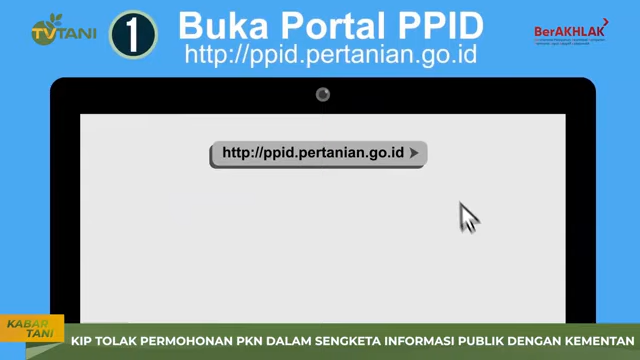 TVTANI
1
Buka Portal PPID
http://ppid.pertanian.go.id
BerAKHLAK
http://ppid.pertanian.go.id
KABAR
TANI
KIP TOLAK PERMOHONAN PKN DALAM SENGKETA INFORMASI PUBLIK DENGAN KEMENTAN